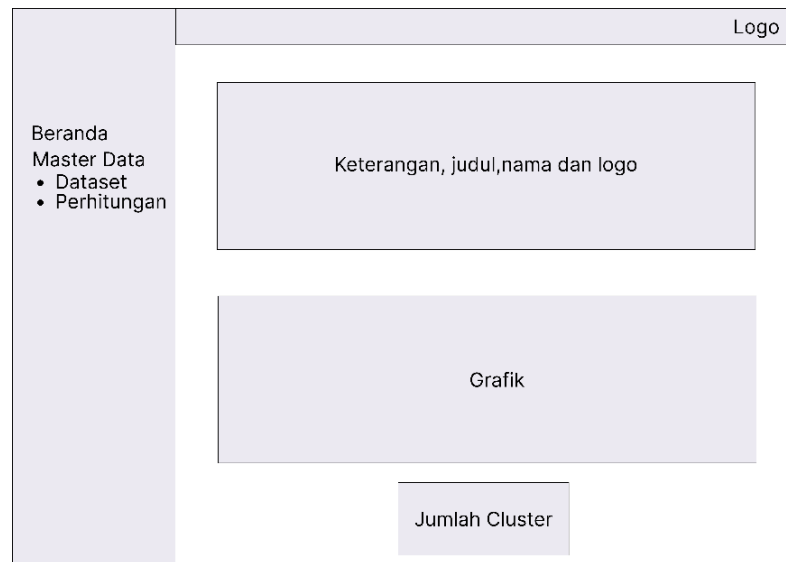 Logo
Beranda
Master Data
• Dataset
• Perhitungan
Keterangan, judul,nama dan logo
Grafik
Jumlah Cluster